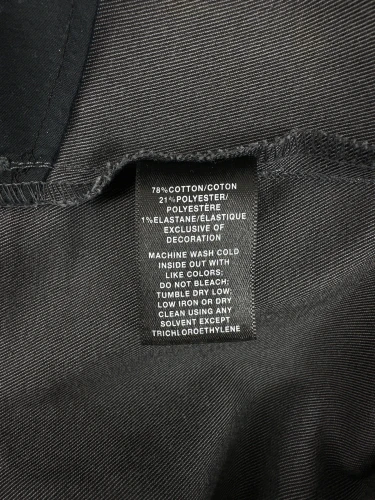 78%COTTON/COTON
21%POLYESTER/
POLYESTÈRE
1%ELASTANE/ÉLASTIQUE
EXCLUSIVE OF
DECORATION
MACHINE WASH COLD
INSIDE OUT WITH
LIKE COLORS;
DO NOT BLEACH;
TUMBLE DRY LOW;
LOW IRON OR DRY
CLEAN USING ANY
SOLVENT EXCEPT
TRICHLOROETHYLENE